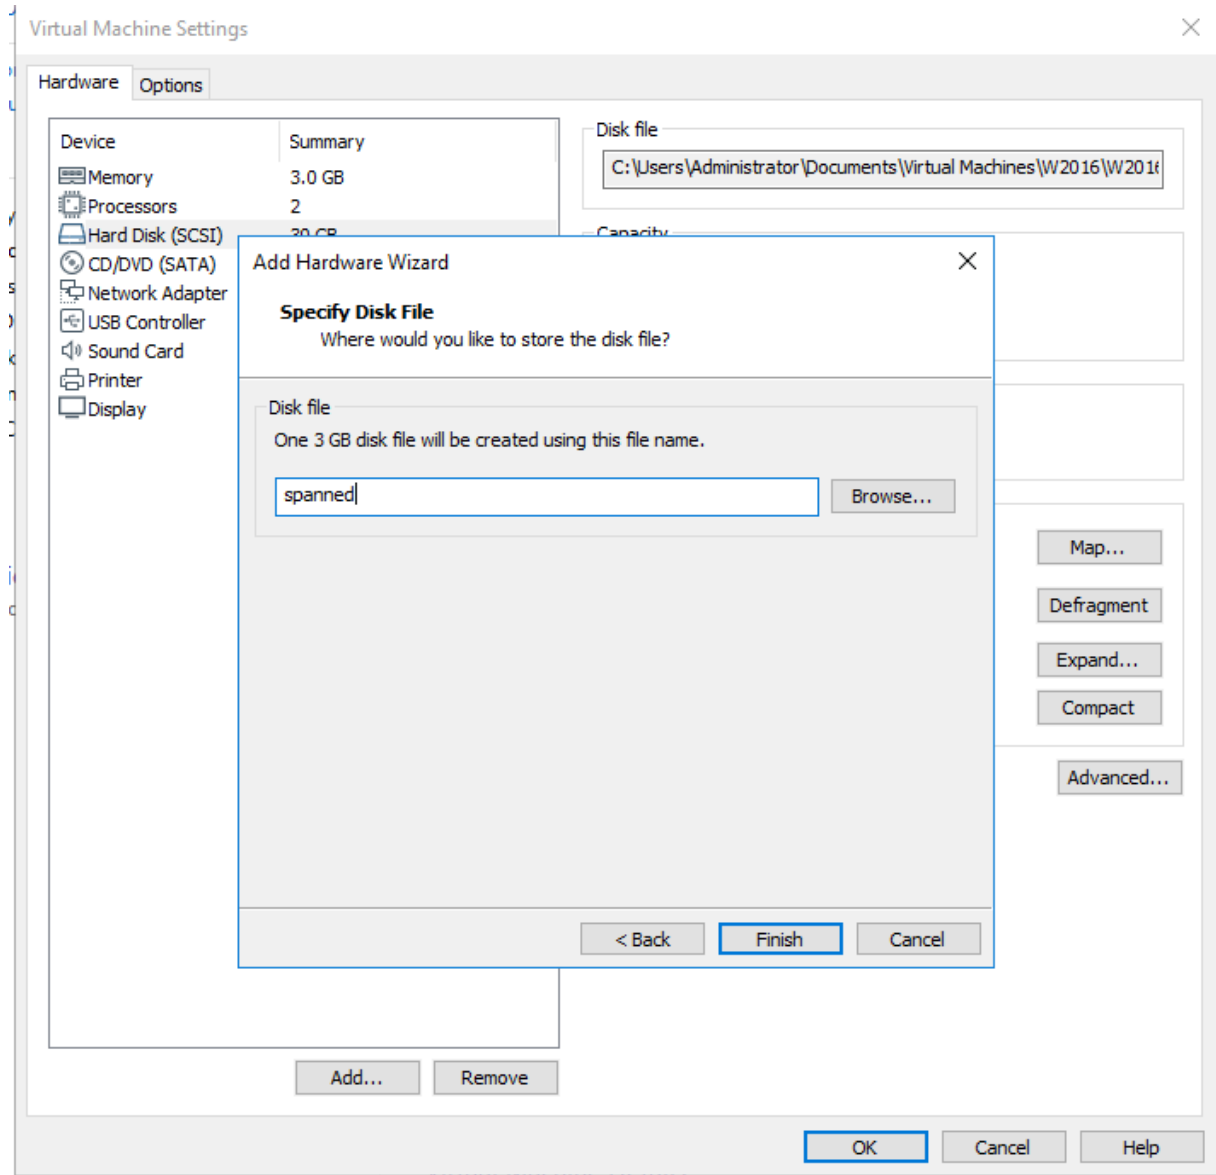 Virtual Machine Settings
Hardware
Options
Device Summary
Memory 3.0 GB
Processors 2
Hard Disk (SCSI) 30 GB
CD/DVD (SATA)
Network Adapter
USB Controller
Sound Card
Printer
Display
Disk file
C:\Users\Administrator\Documents\Virtual Machines\W2016\W2016
Capacity
Add Hardware Wizard
Specify Disk File
Where would you like to store the disk file?
Disk file
One 3 GB disk file will be created using this file name.
spanned
Browse...
< Back
Finish
Cancel
Map...
Defragment
Expand...
Compact
Advanced...
Add...
Remove
OK
Cancel
Help